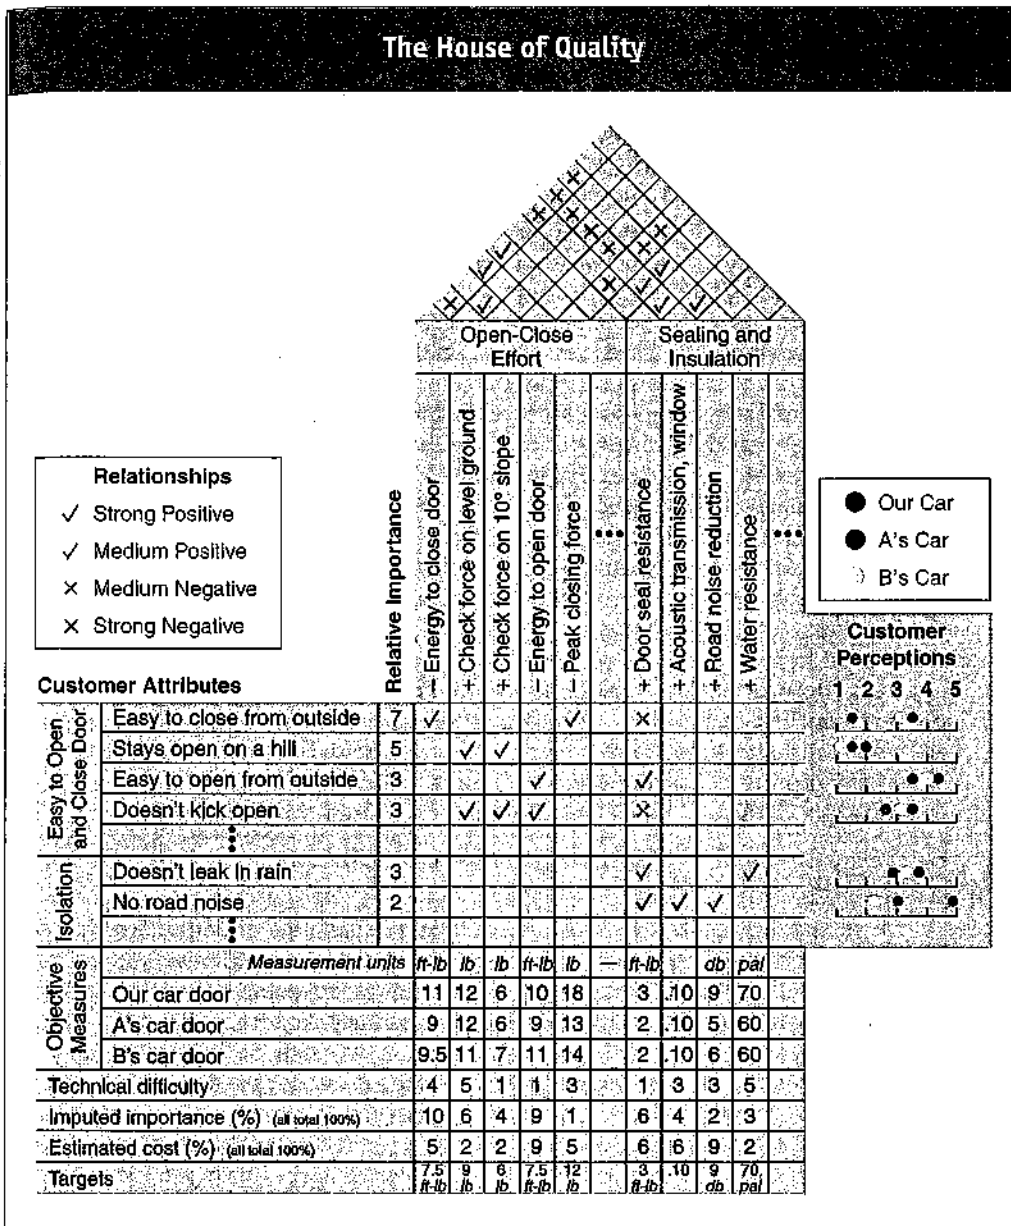 The House of Quality
Open-Close
Effort
Sealing and
Insulation
Relationships
✓ Strong Positive
✓ Medium Positive
× Medium Negative
× Strong Negative
Relative Importance
– Energy to close door
+ Check force on level ground
+ Check force on 10° slope
– Energy to open door
– Peak closing force
•••
+ Door seal resistance
+ Acoustic transmission, window
+ Road noise reduction
+ Water resistance
•••
Our Car
A's Car
B's Car
Customer
Perceptions
1 2 3 4 5
Customer Attributes
Easy to Open
and Close Door
Easy to close from outside 7 ✓ ✓ ×
Stays open on a hill 5 ✓ ✓
Easy to open from outside 3 ✓ ✓
Doesn't kick open 3 ✓ ✓ ✓ ×
Isolation
Doesn't leak in rain 3 ✓ ✓
No road noise 2 ✓ ✓ ✓
Objective
Measures
Measurement units ft-lb lb lb ft-lb lb — ft-lb db
Our car door 11 12 6 10 18 3 .10 9 70
A's car door 9 12 6 9 13 2 .10 5 60
B's car door 9.5 11 7 11 14 2 .10 6 60
Technical difficulty 4 5 1 1 3 1 3 3 5
Imputed importance (%) (all total 100%) 10 6 4 9 1 6 4 2 3
Estimated cost (%) (all total 100%) 5 2 2 9 5 6 6 9 2
Targets 7.5 ft-lb 9 lb 6 lb 7.5 ft-lb 12 lb 3 ft-lb .10 9 db 70